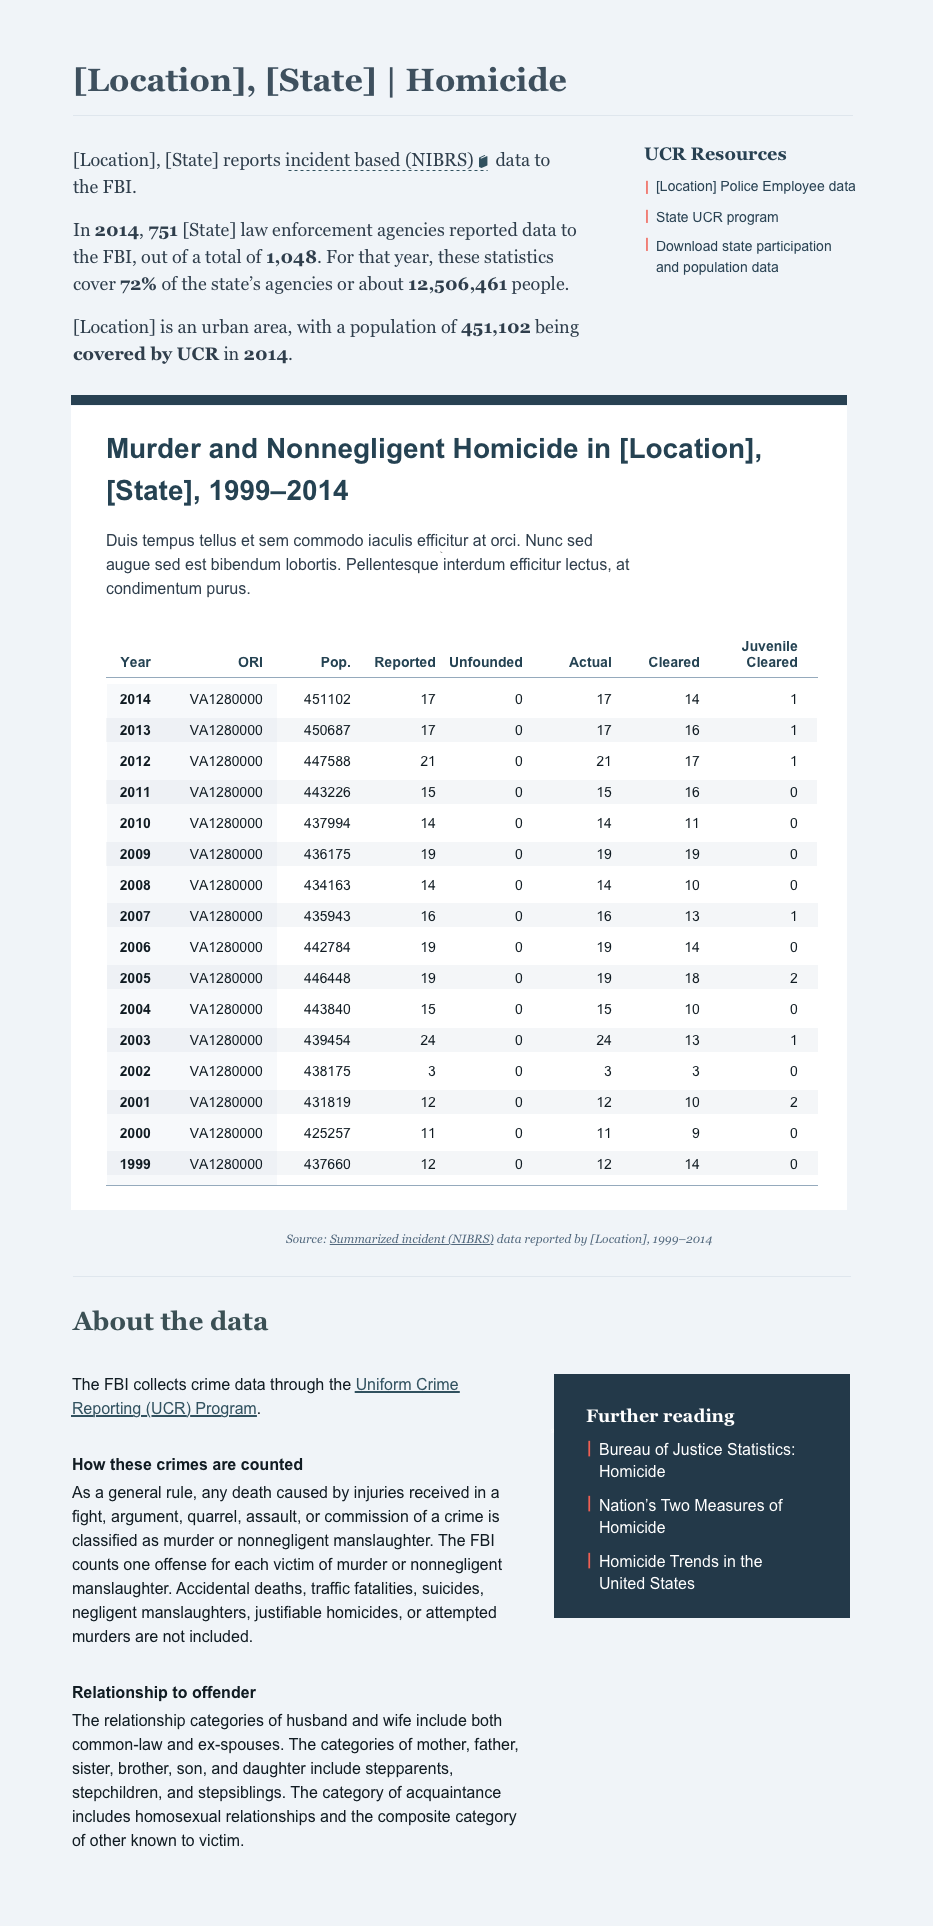 [Location], [State] | Homicide
[Location], [State] reports incident based (NIBRS) data to
the FBI.
In 2014, 751 [State] law enforcement agencies reported data to
the FBI, out of a total of 1,048. For that year, these statistics
cover 72% of the state’s agencies or about 12,506,461 people.
[Location] is an urban area, with a population of 451,102 being
covered by UCR in 2014.
UCR Resources
[Location] Police Employee data
State UCR program
Download state participation
and population data
Murder and Nonnegligent Homicide in [Location],
[State], 1999–2014
Duis tempus tellus et sem commodo iaculis efficitur at orci. Nunc sed
augue sed est bibendum lobortis. Pellentesque interdum efficitur lectus, at
condimentum purus.
Year ORI Pop. Reported Unfounded Actual Cleared Juvenile
Cleared
2014 VA1280000 451102 17 0 17 14 1
2013 VA1280000 450687 17 0 17 16 1
2012 VA1280000 447588 21 0 21 17 1
2011 VA1280000 443226 15 0 15 16 0
2010 VA1280000 437994 14 0 14 11 0
2009 VA1280000 436175 19 0 19 19 0
2008 VA1280000 434163 14 0 14 10 0
2007 VA1280000 435943 16 0 16 13 1
2006 VA1280000 442784 19 0 19 14 0
2005 VA1280000 446448 19 0 19 18 2
2004 VA1280000 443840 15 0 15 10 0
2003 VA1280000 439454 24 0 24 13 1
2002 VA1280000 438175 3 0 3 3 0
2001 VA1280000 431819 12 0 12 10 2
2000 VA1280000 425257 11 0 11 9 0
1999 VA1280000 437660 12 0 12 14 0
Source: Summarized incident (NIBRS) data reported by [Location], 1999–2014
About the data
The FBI collects crime data through the Uniform Crime
Reporting (UCR) Program.
How these crimes are counted
As a general rule, any death caused by injuries received in a
fight, argument, quarrel, assault, or commission of a crime is
classified as murder or nonnegligent manslaughter. The FBI
counts one offense for each victim of murder or nonnegligent
manslaughter. Accidental deaths, traffic fatalities, suicides,
negligent manslaughters, justifiable homicides, or attempted
murders are not included.
Relationship to offender
The relationship categories of husband and wife include both
common-law and ex-spouses. The categories of mother, father,
sister, brother, son, and daughter include stepparents,
stepchildren, and stepsiblings. The category of acquaintance
includes homosexual relationships and the composite category
of other known to victim.
Further reading
Bureau of Justice Statistics:
Homicide
Nation’s Two Measures of
Homicide
Homicide Trends in the
United States